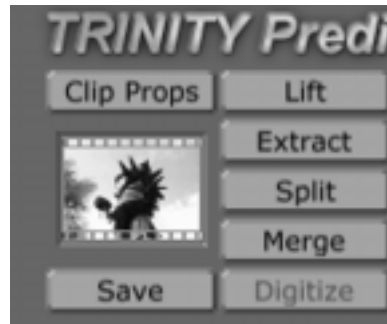 TRINITY Predi
Clip Props
Lift
Extract
Split
Merge
Save
Digitize